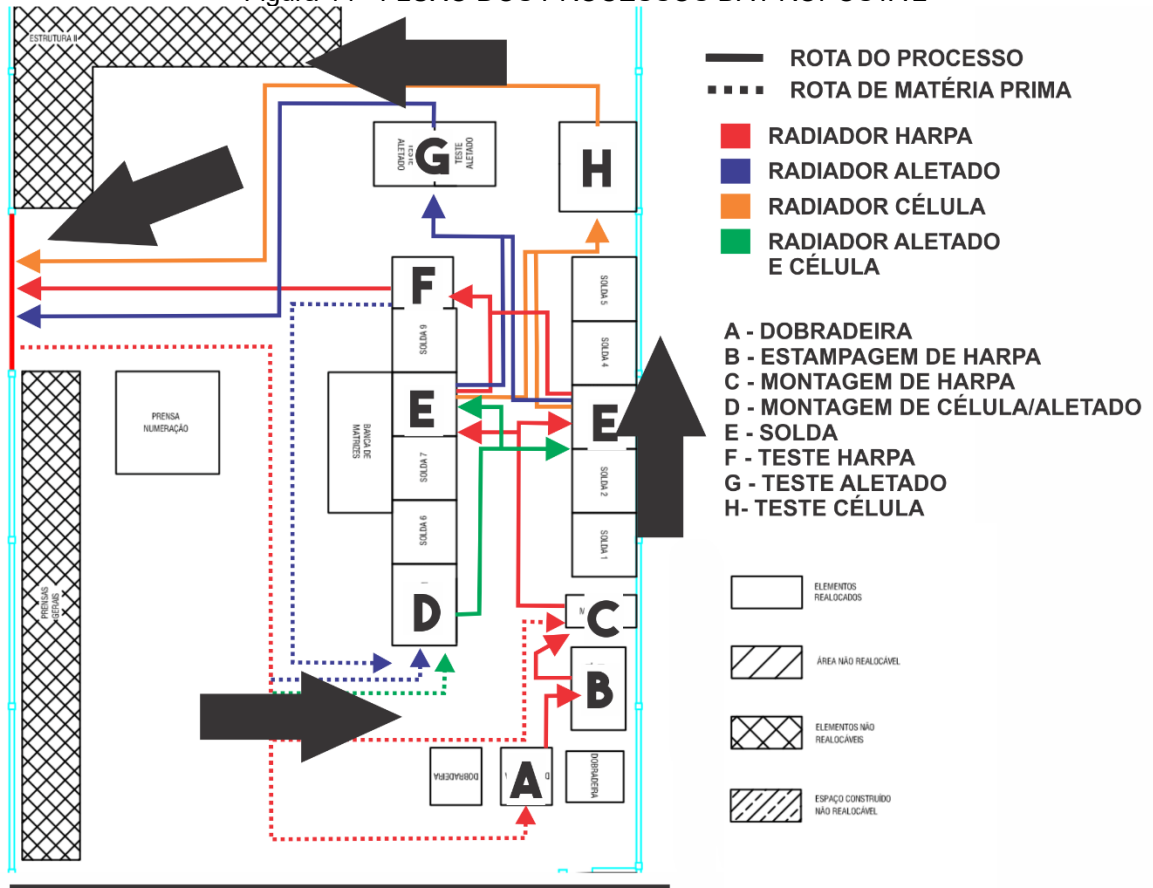 ESTRUTURA II
ROTA DO PROCESSO
ROTA DE MATÉRIA PRIMA
RADIADOR HARPA
RADIADOR ALETADO
RADIADOR CÉLULA
RADIADOR ALETADO
E CÉLULA
ALETADO
G
TESTE
ALETADO
H
F
SOLDA 5
SOLDA 9
SOLDA 4
E
E
PRENSA
NUMERAÇÃO
BANCA DE
MATRIZES
SOLDA 7
SOLDA 2
SOLDA 6
SOLDA 1
D
C
B
PRENSAS
GERAIS
DOBRADEIRA
A
DOBRADEIRA
A - DOBRADEIRA
B - ESTAMPAGEM DE HARPA
C - MONTAGEM DE HARPA
D - MONTAGEM DE CÉLULA/ALETADO
E - SOLDA
F - TESTE HARPA
G - TESTE ALETADO
H- TESTE CÉLULA
ELEMENTOS
REALOCADOS
ÁREA NÃO REALOCÁVEL
ELEMENTOS NÃO
REALOCÁVEIS
ESPAÇO CONSTRUÍDO
NÃO REALOCÁVEL